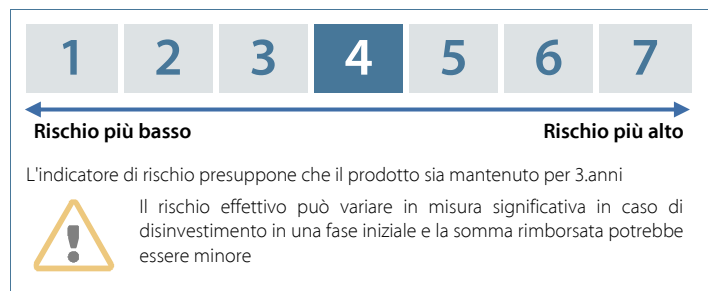 1 2 3 4 5 6 7
Rischio più basso Rischio più alto
L'indicatore di rischio presuppone che il prodotto sia mantenuto per 3.anni
Il rischio effettivo può variare in misura significativa in caso di
disinvestimento in una fase iniziale e la somma rimborsata potrebbe
essere minore